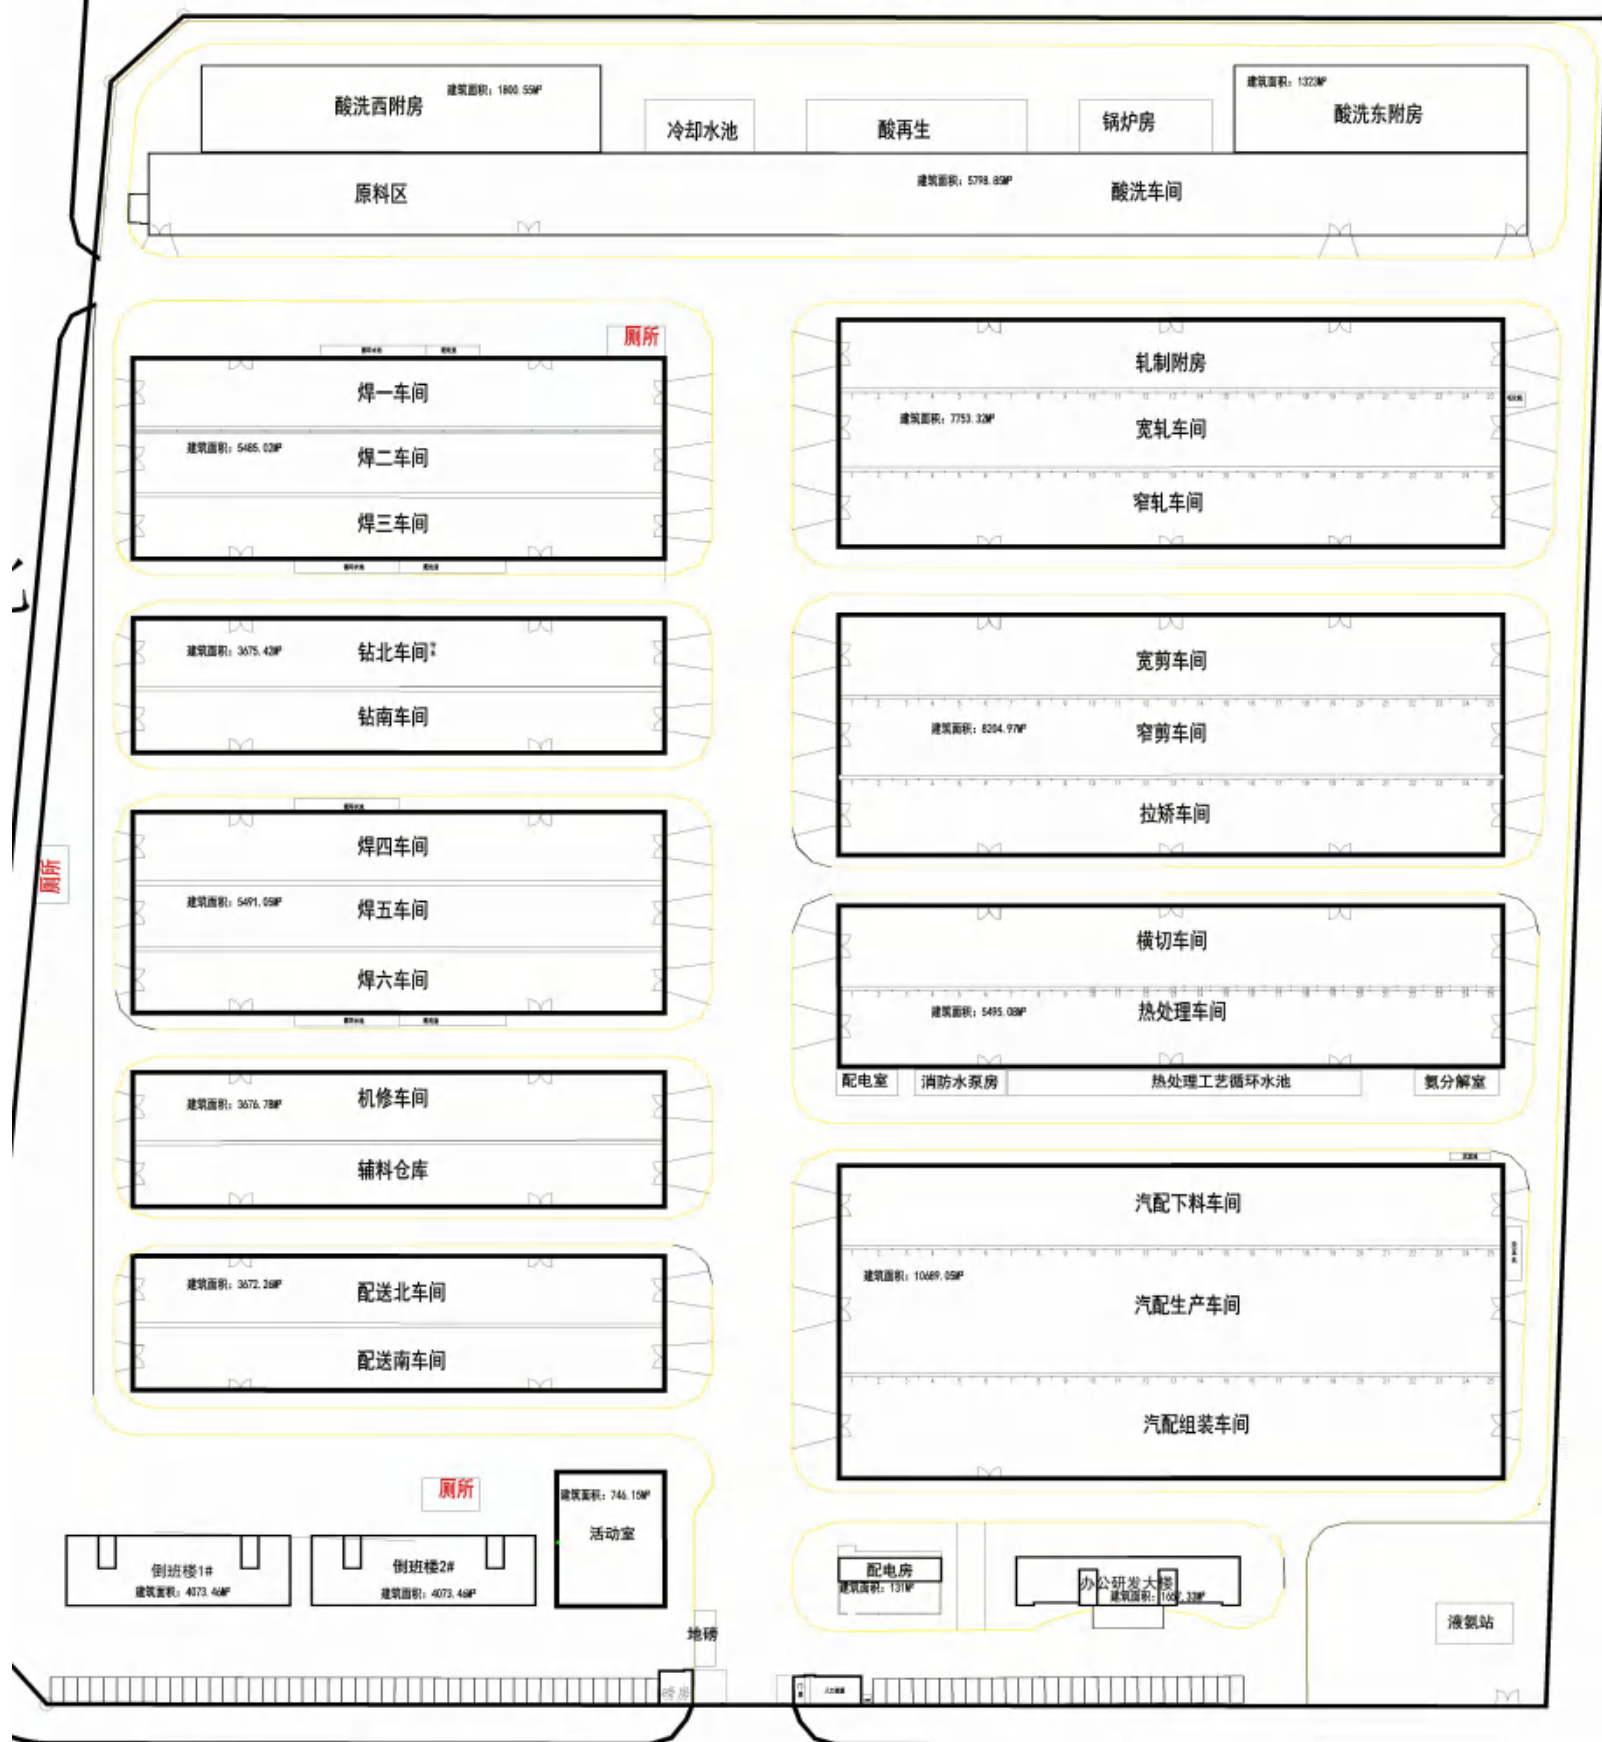 建筑面积：1800.55M²
酸洗西附房
冷却水池
酸再生
锅炉房
建筑面积：1323M²
酸洗东附房
原料区
建筑面积：5798.85M²
酸洗车间
厕所
焊一车间
建筑面积：5485.02M²
焊二车间
焊三车间
轧制附房
建筑面积：7753.32M²
宽轧车间
窄轧车间
建筑面积：3675.42M²
钻北车间
钻南车间
宽剪车间
建筑面积：8204.97M²
窄剪车间
拉矫车间
厕所
焊四车间
建筑面积：5491.05M²
焊五车间
焊六车间
横切车间
建筑面积：5495.08M²
热处理车间
配电室
消防水泵房
热处理工艺循环水池
氨分解室
机修车间
建筑面积：3676.78M²
辅料仓库
汽配下料车间
建筑面积：10689.05M²
汽配生产车间
汽配组装车间
建筑面积：3672.26M²
配送北车间
配送南车间
厕所
建筑面积：746.15M²
活动室
倒班楼1#
建筑面积：4073.46M²
倒班楼2#
建筑面积：4073.46M²
配电房
建筑面积：131M²
办公研发大楼
液氨站
地磅
磅房